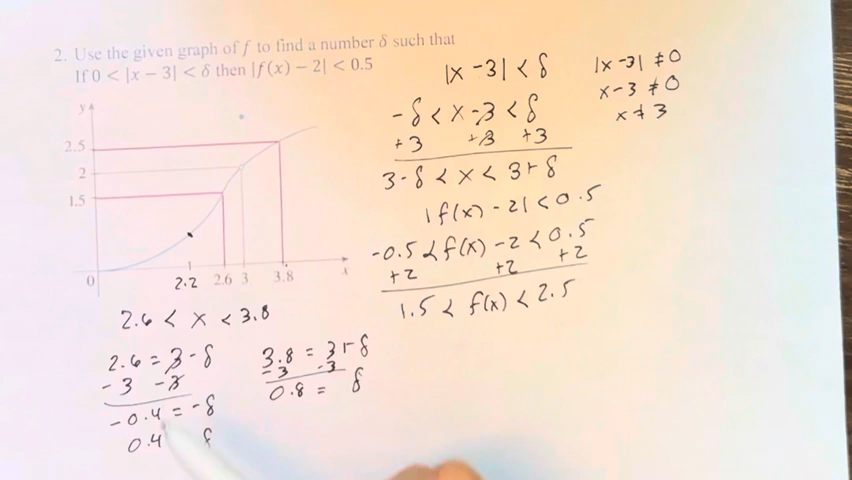 2. Use the given graph of f to find a number δ such that
If 0 < |x − 3| < δ then |f(x) − 2| < 0.5
y
2.5
2
1.5
0
2.2 2.6 3 3.8 x
2.6 < x < 3.8
2.6 = 3 - δ
- 3 - 3
- 0.4 = - δ
0.4 δ
3.8 = 3 + δ
- 3 - 3
0.8 = δ
|x - 3| < δ
- δ < x - 3 < δ
+3 +3 +3
3 - δ < x < 3 + δ
|f(x) - 2| < 0.5
-0.5 < f(x) - 2 < 0.5
+2 +2 +2
1.5 < f(x) < 2.5
|x - 3| ≠ 0
x - 3 ≠ 0
x ≠ 3